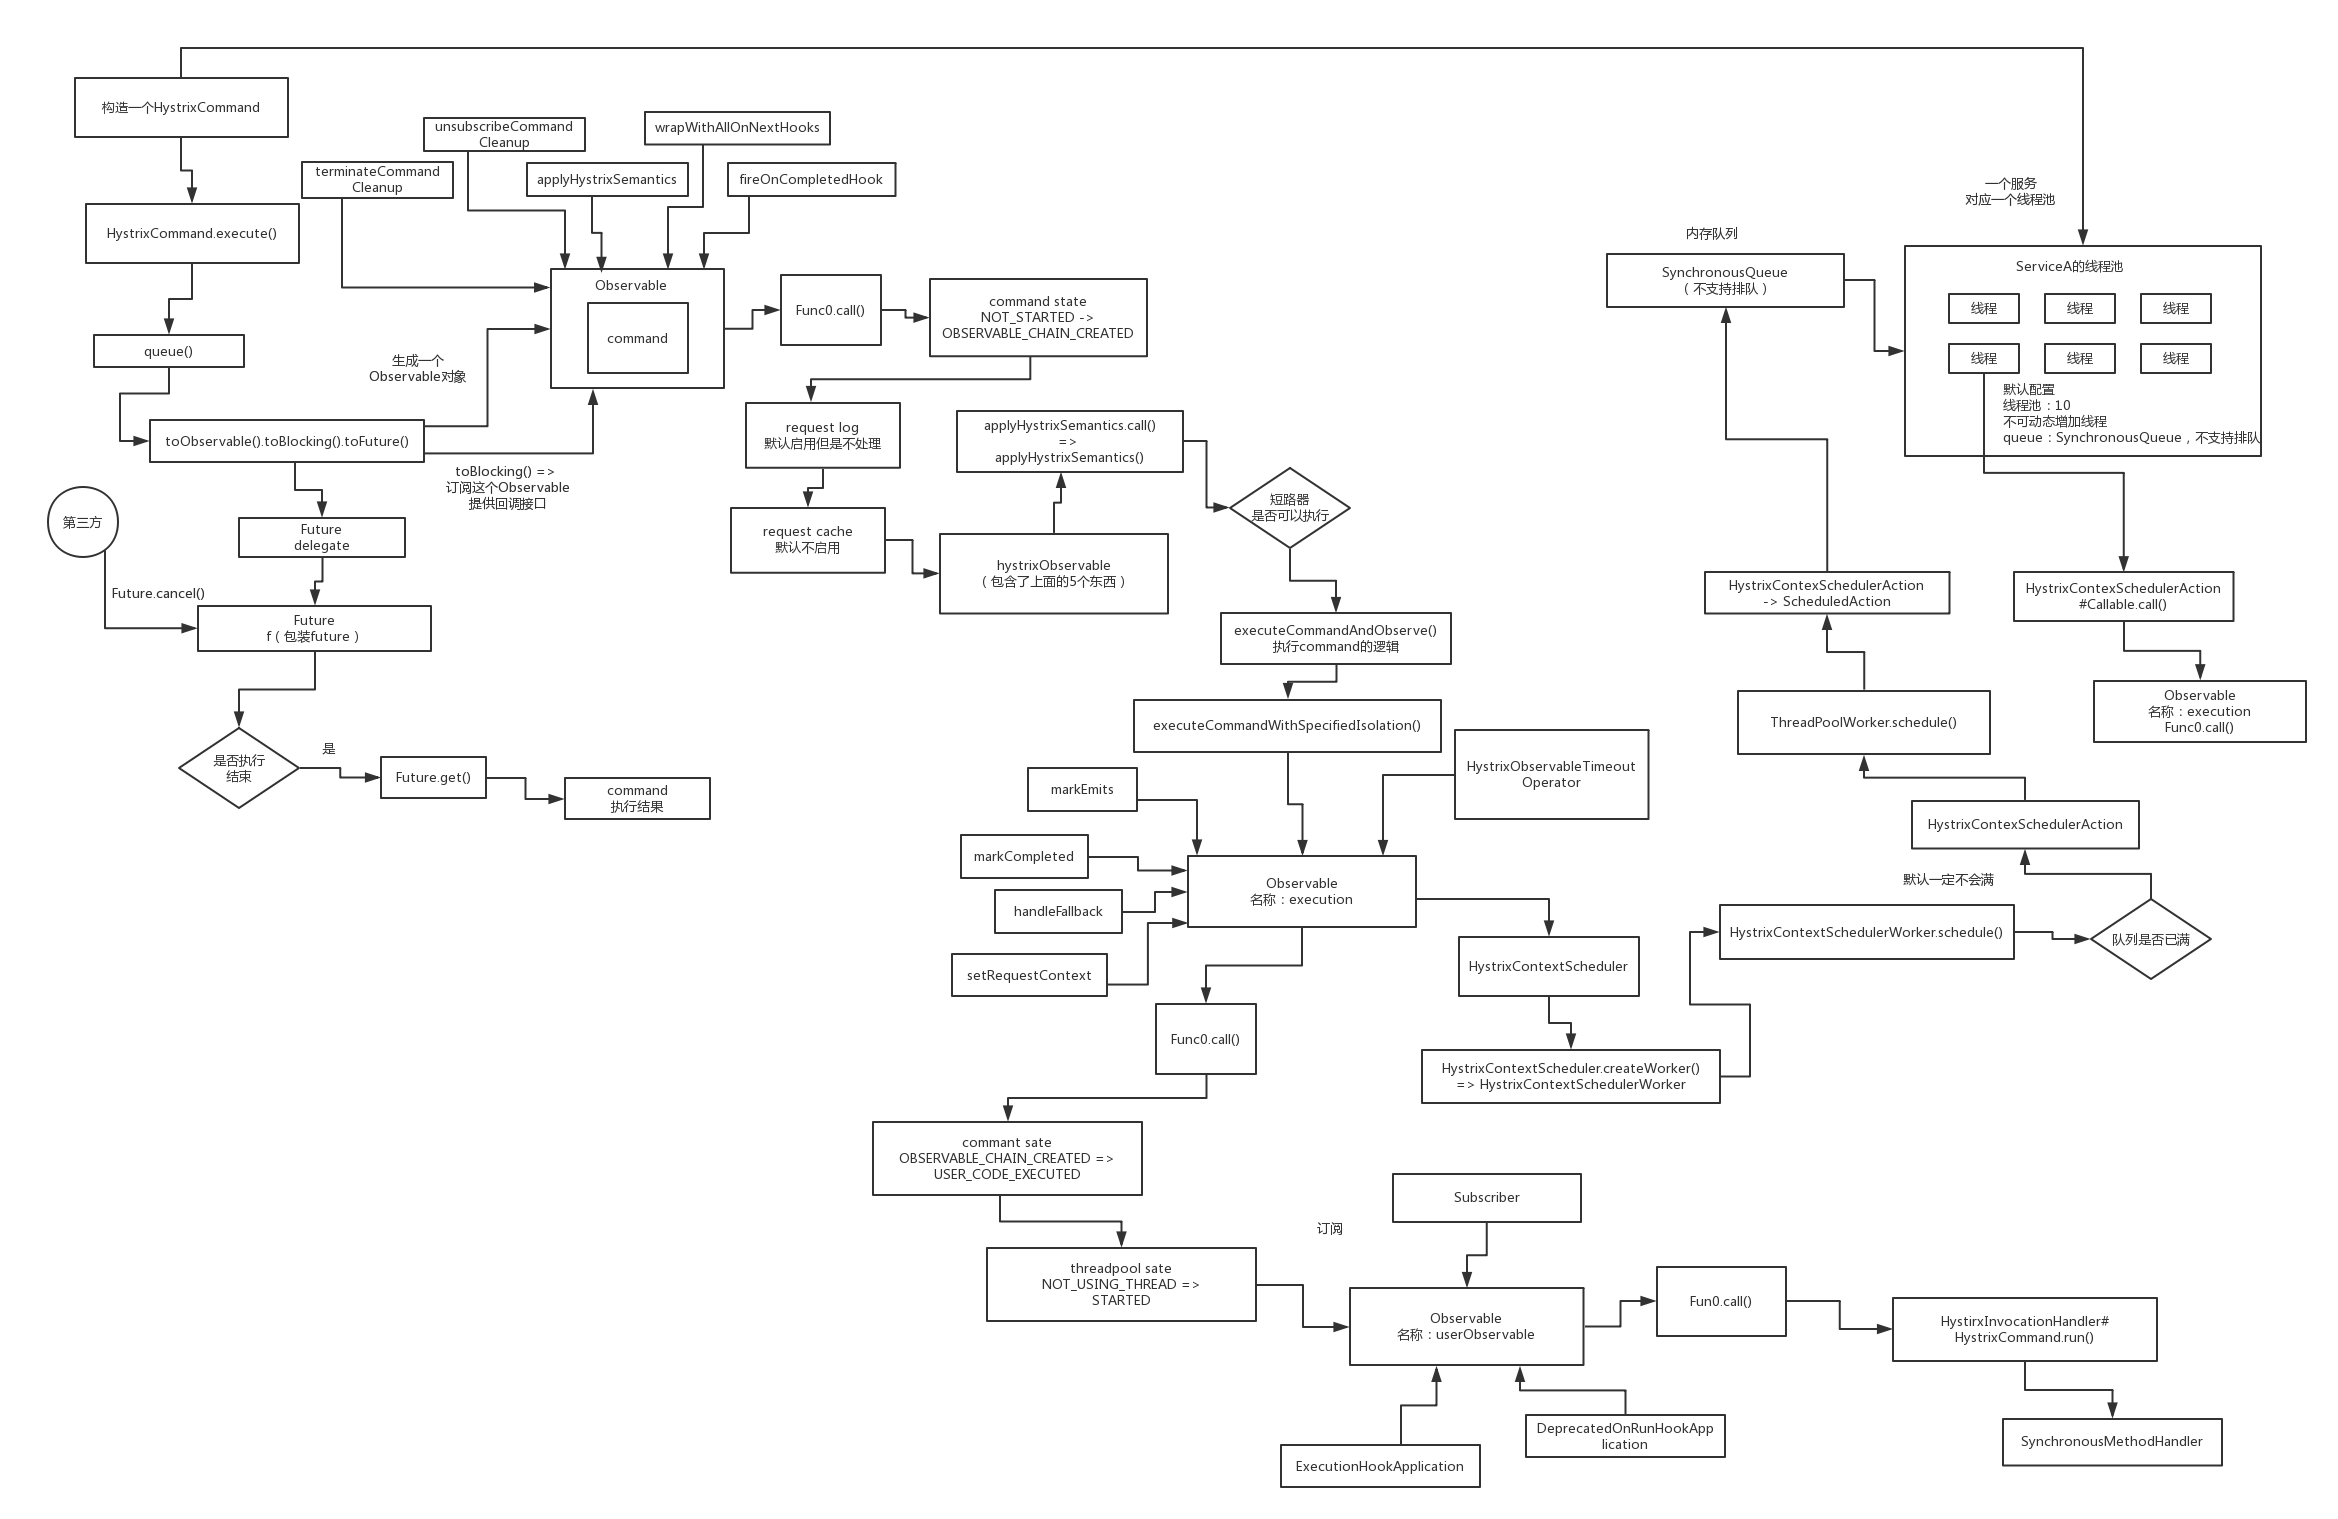 构造一个HystrixCommand
HystrixCommand.execute()
queue()
toObservable().toBlocking().toFuture()
生成一个
Observable对象
toBlocking() =>
订阅这个Observable
提供回调接口
第三方
Future.cancel()
Future
delegate
Future
f（包装future）
是否执行
结束
是
Future.get()
command
执行结果
terminateCommand
Cleanup
unsubscribeCommand
Cleanup
applyHystrixSemantics
wrapWithAllOnNextHooks
fireOnCompletedHook
Observable
command
Func0.call()
command state
NOT_STARTED ->
OBSERVABLE_CHAIN_CREATED
request log
默认启用但是不处理
request cache
默认不启用
hystrixObservable
（包含了上面的5个东西）
applyHystrixSemantics.call()
=>
applyHystrixSemantics()
短路器
是否可以执行
executeCommandAndObserve()
执行command的逻辑
executeCommandWithSpecifiedIsolation()
HystrixObservableTimeout
Operator
markEmits
markCompleted
handleFallback
setRequestContext
Observable
名称：execution
Func0.call()
commant sate
OBSERVABLE_CHAIN_CREATED =>
USER_CODE_EXECUTED
threadpool sate
NOT_USING_THREAD =>
STARTED
订阅
Subscriber
Observable
名称：userObservable
ExecutionHookApplication
DeprecatedOnRunHookApp
lication
Fun0.call()
HystirxInvocationHandler#
HystrixCommand.run()
SynchronousMethodHandler
HystrixContextScheduler
HystrixContextScheduler.createWorker()
=> HystrixContextSchedulerWorker
HystrixContextSchedulerWorker.schedule()
队列是否已满
默认一定不会满
HystrixContexSchedulerAction
ThreadPoolWorker.schedule()
HystrixContexSchedulerAction
-> ScheduledAction
内存队列
SynchronousQueue
（不支持排队）
一个服务
对应一个线程池
ServiceA的线程池
线程 线程 线程
线程 线程 线程
默认配置
线程池：10
不可动态增加线程
queue：SynchronousQueue，不支持排队
HystrixContexSchedulerAction
#Callable.call()
Observable
名称：execution
Func0.call()